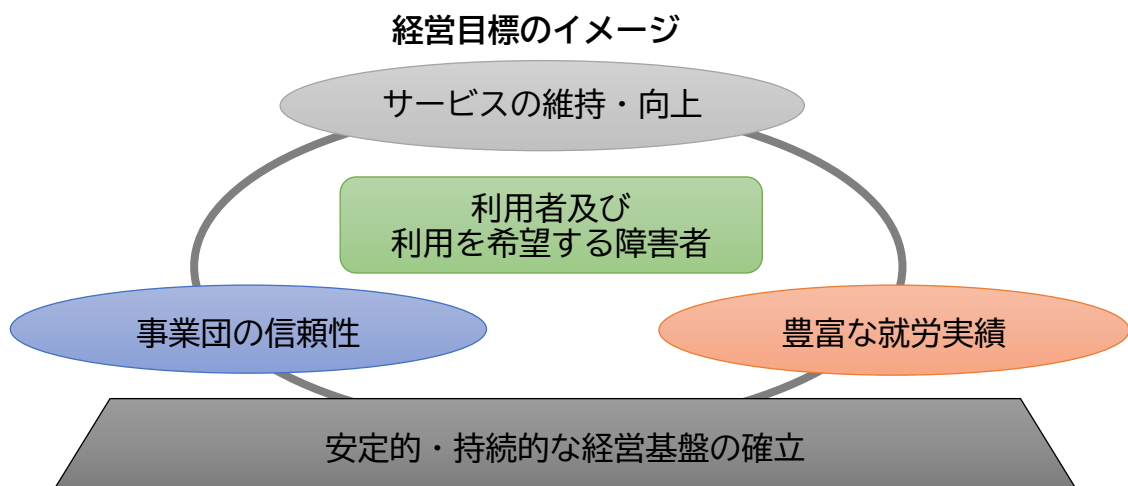 経営目標のイメージ
サービスの維持・向上
利用者及び
利用を希望する障害者
事業団の信頼性
豊富な就労実績
安定的・持続的な経営基盤の確立